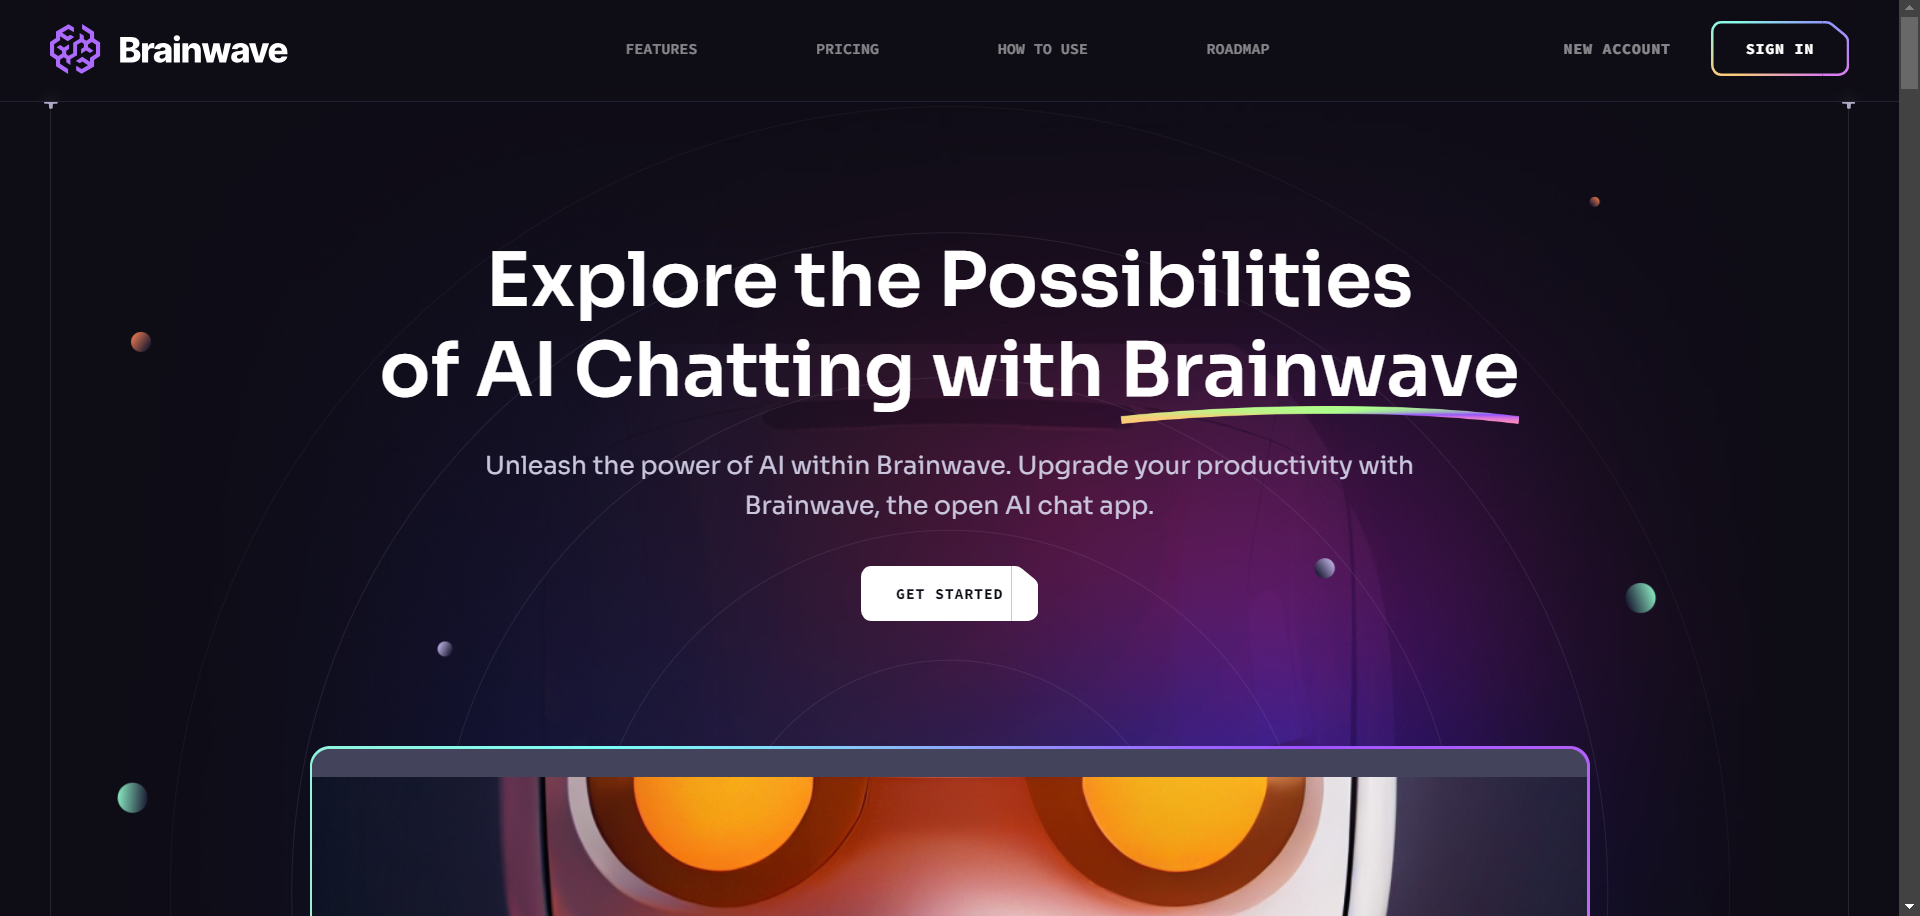 Brainwave
FEATURES
PRICING
HOW TO USE
ROADMAP
NEW ACCOUNT
SIGN IN
Explore the Possibilities
of AI Chatting with Brainwave
Unleash the power of AI within Brainwave. Upgrade your productivity with
Brainwave, the open AI chat app.
GET STARTED